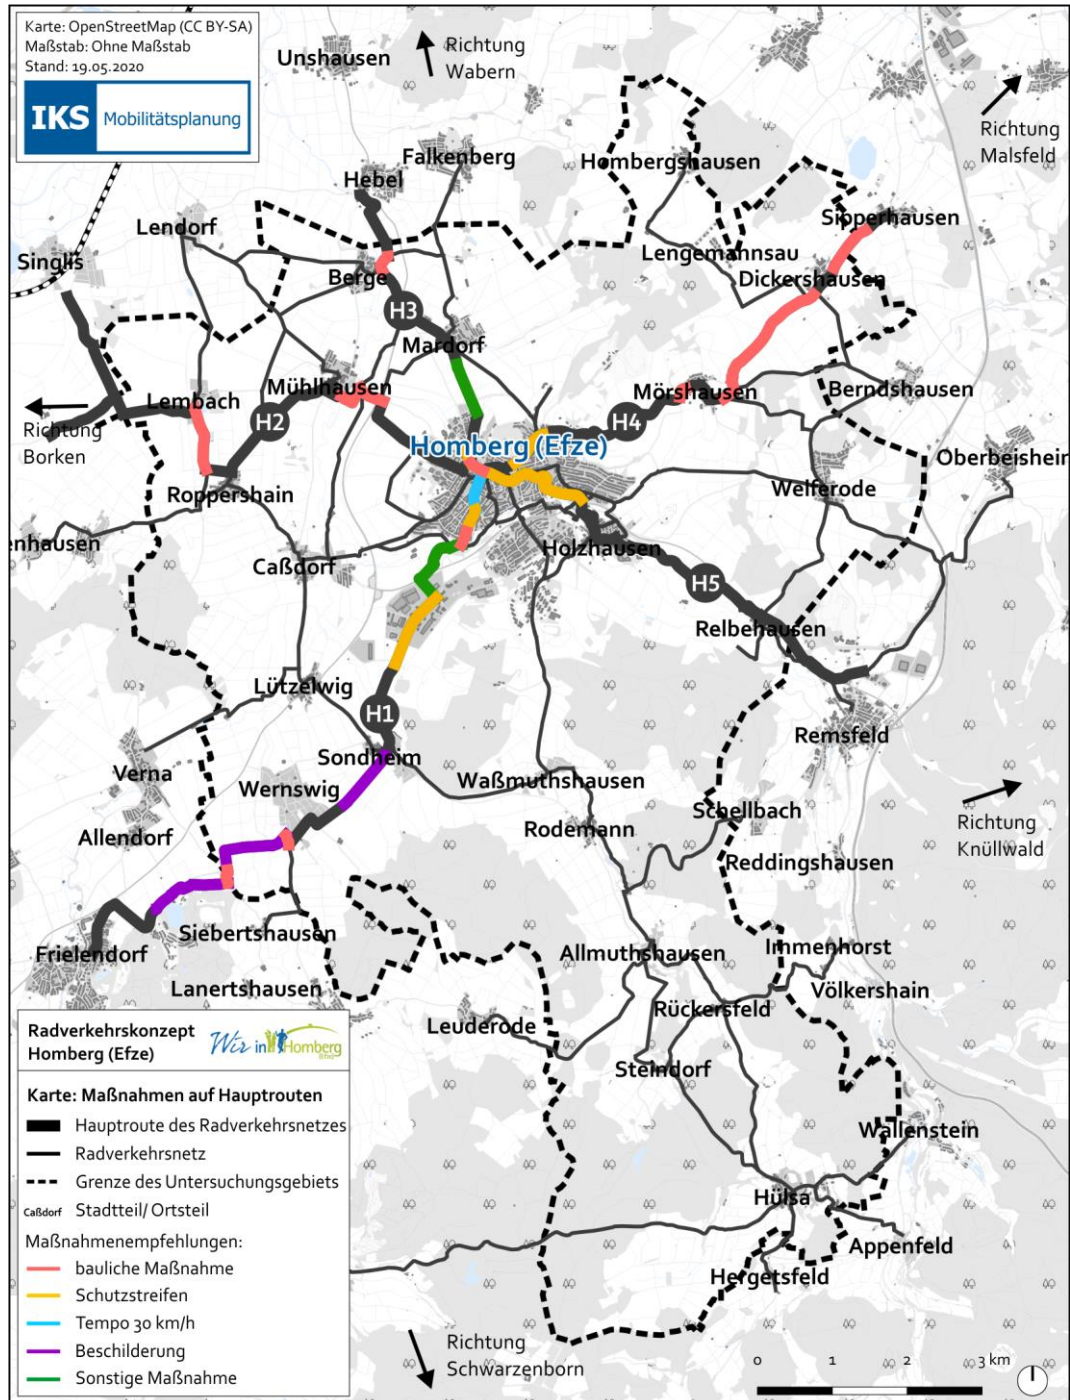 Karte: OpenStreetMap (CC BY-SA)
Maßstab: Ohne Maßstab
Stand: 19.05.2020
IKS Mobilitätsplanung
Unshausen
Richtung
Wabern
Richtung
Malsfeld
Falkenberg
Hombergshausen
Hebel
Lendorf
Sipperhausen
Singlis
Lengemannsau
Berge
Dickershausen
H3
Mardorf
Mühlhausen
Mörshausen
Berndshausen
Lembach
H2
H4
Richtung
Borken
Homberg (Efze)
Oberbeisheim
Roppershain
Welferode
enhausen
Holzhausen
Caßdorf
H5
Relbehausen
Lützelwig
H1
Remsfeld
Sondheim
Verna
Wernswig
Waßmuthshausen
Schellbach
Allendorf
Rodemann
Richtung
Knüllwald
Reddingshausen
Siebertshausen
Frielendorf
Allmuthshausen
Immenhorst
Lanertshausen
Völkershain
Rückersfeld
Leuderode
Steindorf
Wallenstein
Hülsa
Appenfeld
Hergetsfeld
Richtung
Schwarzenborn
Radverkehrskonzept
Homberg (Efze)
Wir in Homberg
Efze
Karte: Maßnahmen auf Hauptrouten
Hauptroute des Radverkehrsnetzes
Radverkehrsnetz
Grenze des Untersuchungsgebiets
Caßdorf Stadtteil/ Ortsteil
Maßnahmenempfehlungen:
bauliche Maßnahme
Schutzstreifen
Tempo 30 km/h
Beschilderung
Sonstige Maßnahme
0 1 2 3 km